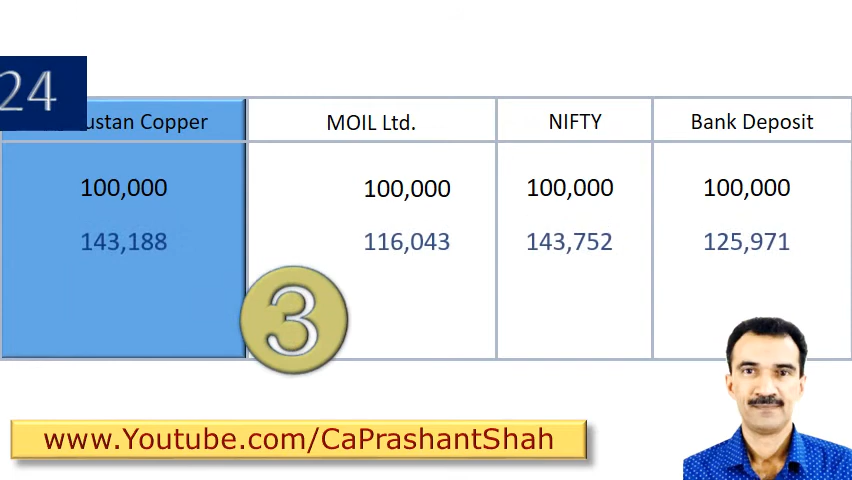 24
ustan Copper MOIL Ltd. NIFTY Bank Deposit
100,000 100,000 100,000 100,000
143,188 116,043 143,752 125,971
3
www.Youtube.com/CaPrashantShah